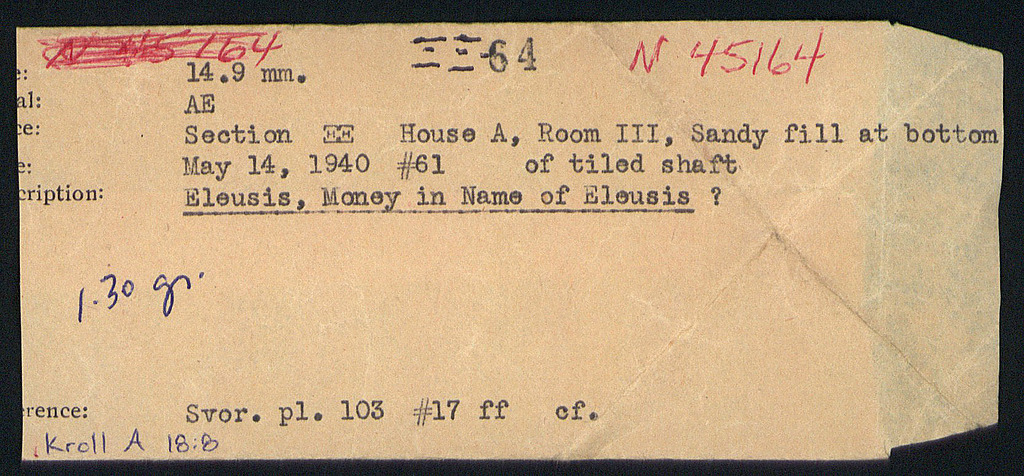 N 45164 ΞΞ-64 N 45164
e: 14.9 mm.
al: AE
ce: Section ΞΞ House A, Room III, Sandy fill at bottom
e: May 14, 1940 #61 of tiled shaft
cription: Eleusis, Money in Name of Eleusis ?
1.30 gr.
rence: Svor. pl. 103 #17 ff cf.
Kroll A 18:8